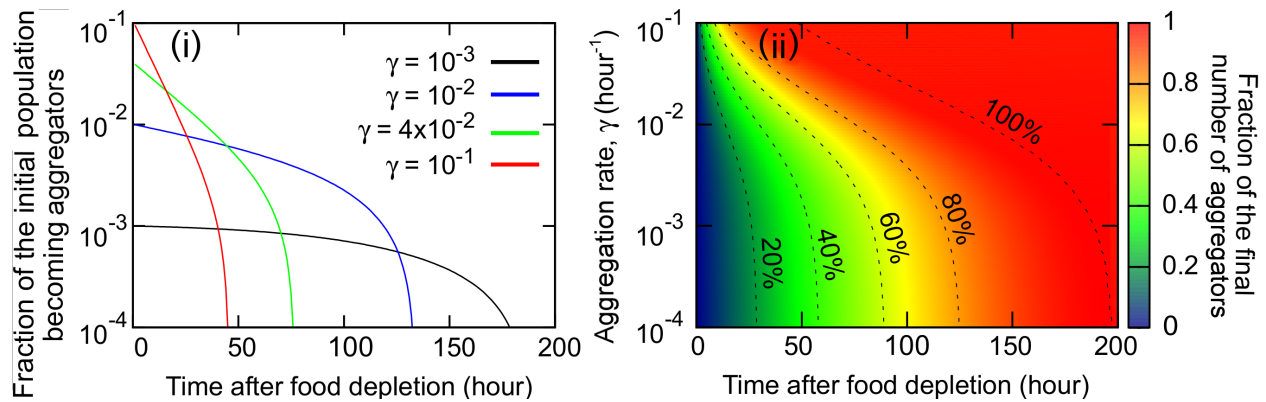 Fraction of the initial population
becoming aggregators
10⁻¹
10⁻²
10⁻³
10⁻⁴
(i)
γ = 10⁻³
γ = 10⁻²
γ = 4x10⁻²
γ = 10⁻¹
0 50 100 150 200
Time after food depletion (hour)
Aggregation rate, γ (hour⁻¹)
10⁻¹
10⁻²
10⁻³
10⁻⁴
(ii)
20%
40%
60%
80%
100%
0 50 100 150 200
Time after food depletion (hour)
1
0.8
0.6
0.4
0.2
0
Fraction of the final
number of aggregators